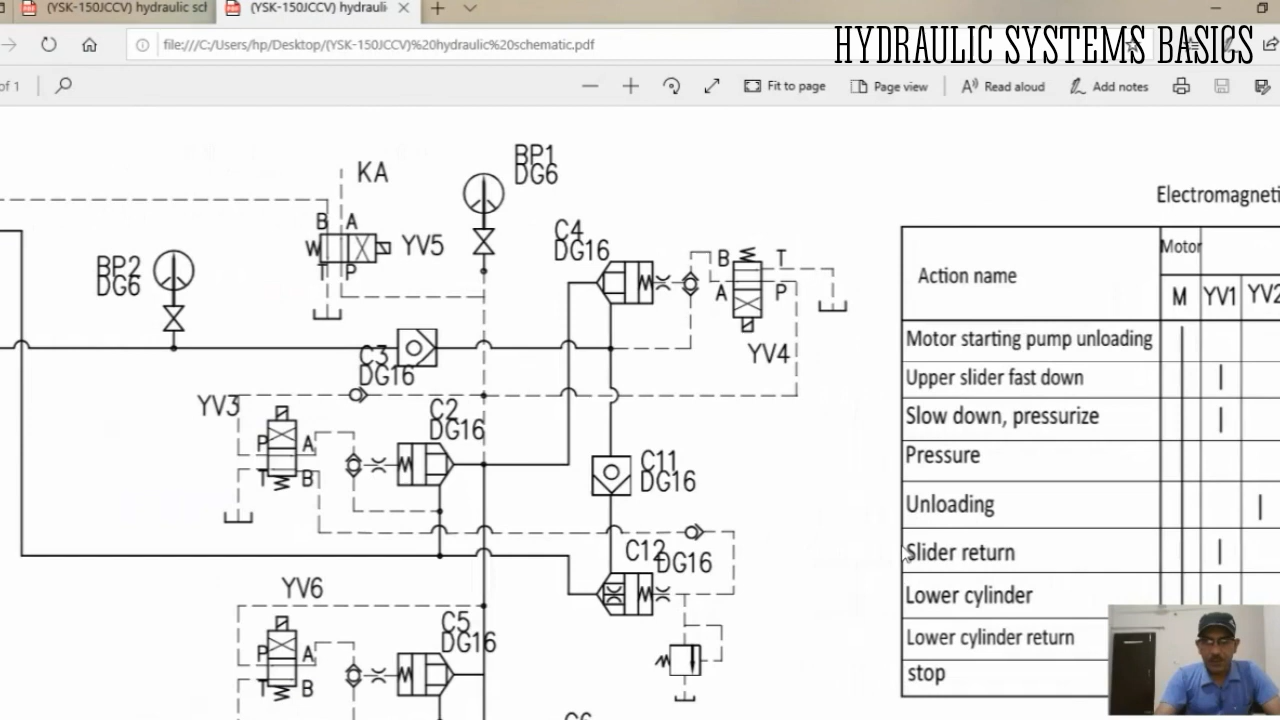 (YSK-150JCCV) hydraulic scl
(YSK-150JCCV) hydrauli
HYDRAULIC SYSTEMS BASICS
file:///C:/Users/hp/Desktop/(YSK-150JCCV)%20hydraulic%20schematic.pdf
of 1
Fit to page
Page view
Read aloud
Add notes
KA
BP1
DG6
B A
W
YV5
T P
BP2
DG6
C4
DG16
B T
A P
YV4
C3
DG16
YV3
P A
T B
C2
DG16
C11
DG16
C12
DG16
YV6
P A
T B
C5
DG16
Electromagneti
Action name
Motor
M YV1 YV2
Motor starting pump unloading
Upper slider fast down
Slow down, pressurize
Pressure
Unloading
Slider return
Lower cylinder
Lower cylinder return
stop